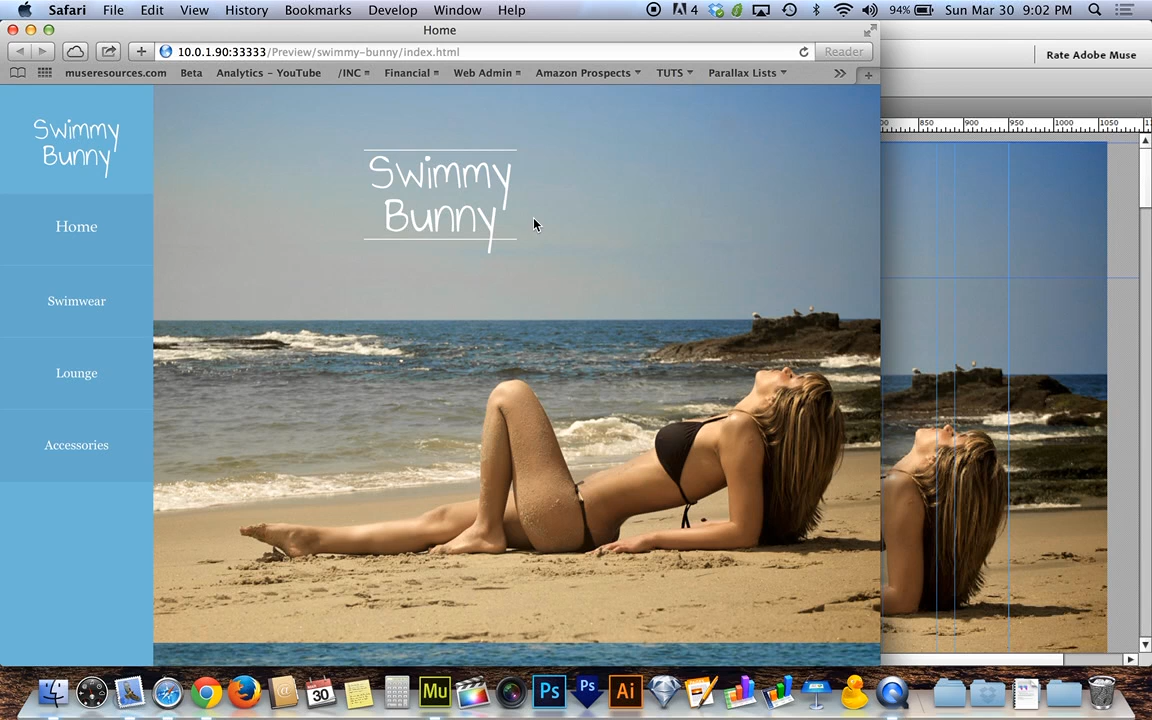 Safari File Edit View History Bookmarks Develop Window Help 4 94% Sun Mar 30 9:02 PM
Home
10.0.1.90:33333/Preview/swimmy-bunny/index.html Reader
Rate Adobe Muse
museresources.com Beta Analytics - YouTube /INC Financial Web Admin Amazon Prospects TUTS Parallax Lists
850 900 950 1000 1050
Swimmy
Bunny
Home
Swimwear
Lounge
Accessories
Swimmy
Bunny
30 Mu Ps Ps Ai